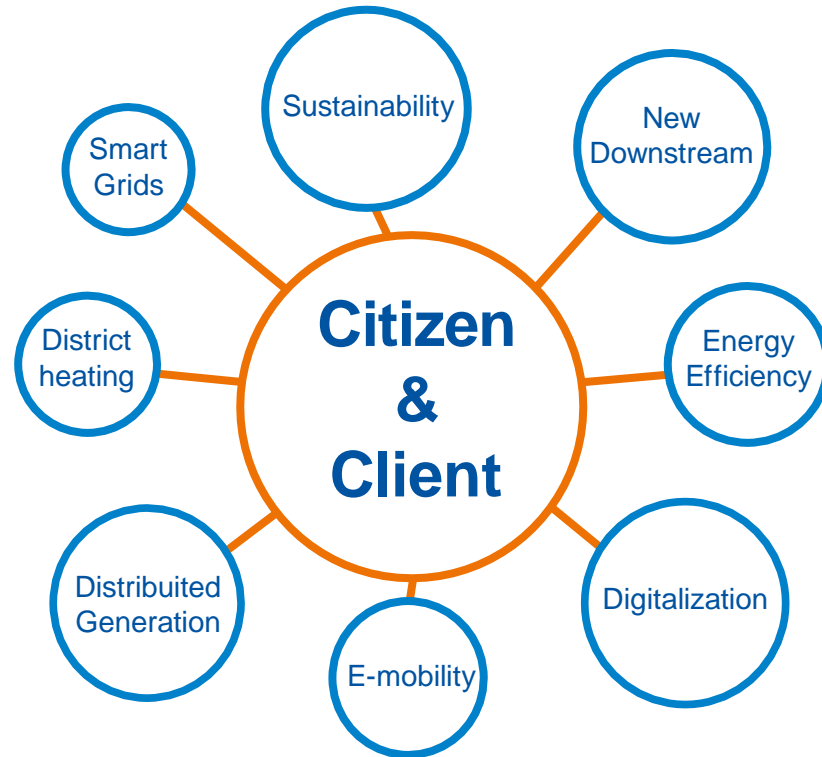 Sustainability
New
Downstream
Smart
Grids
Citizen
&
Client
District
heating
Energy
Efficiency
Distribuited
Generation
Digitalization
E-mobility